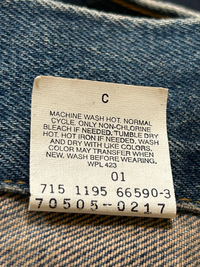 C
MACHINE WASH HOT. NORMAL
CYCLE. ONLY NON-CHLORINE
BLEACH IF NEEDED. TUMBLE DRY
HOT. HOT IRON IF NEEDED. WASH
AND DRY WITH LIKE COLORS.
COLOR MAY TRANSFER WHEN
NEW. WASH BEFORE WEARING.
WPL 423
01
715 1195 66590-3
70505-0217